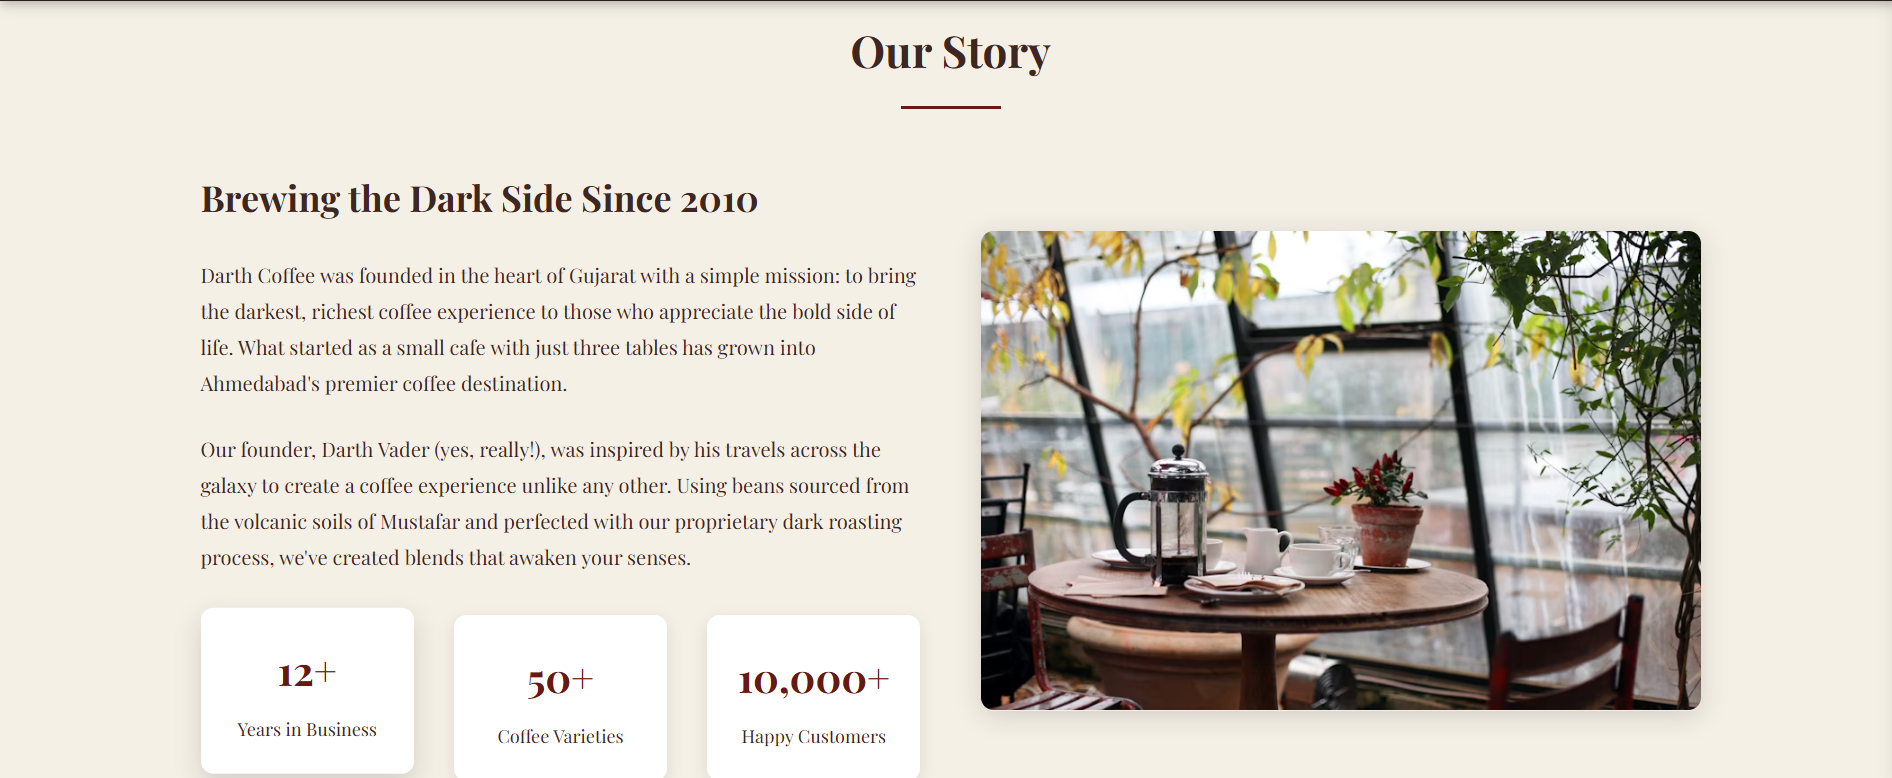 Our Story
Brewing the Dark Side Since 2010
Darth Coffee was founded in the heart of Gujarat with a simple mission: to bring
the darkest, richest coffee experience to those who appreciate the bold side of
life. What started as a small cafe with just three tables has grown into
Ahmedabad's premier coffee destination.
Our founder, Darth Vader (yes, really!), was inspired by his travels across the
galaxy to create a coffee experience unlike any other. Using beans sourced from
the volcanic soils of Mustafar and perfected with our proprietary dark roasting
process, we've created blends that awaken your senses.
12+
Years in Business
50+
Coffee Varieties
10,000+
Happy Customers